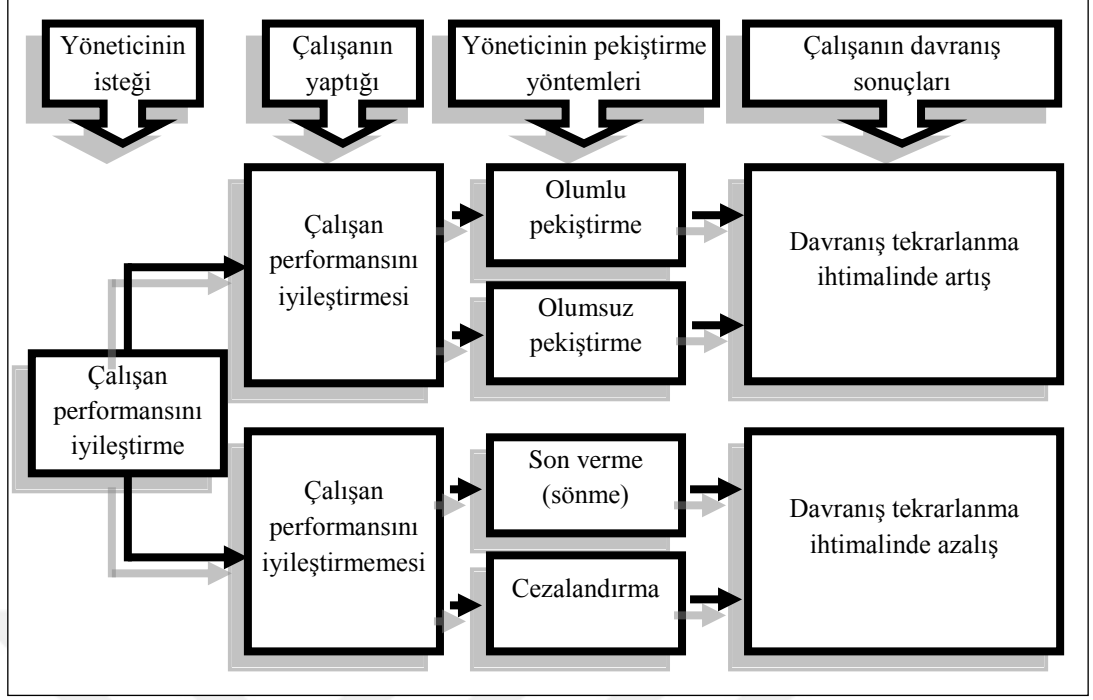 Yöneticinin
isteği
Çalışanın
yaptığı
Yöneticinin pekiştirme
yöntemleri
Çalışanın davranış
sonuçları
Çalışan
performansını
iyileştirme
Çalışan
performansını
iyileştirmesi
Olumlu
pekiştirme
Olumsuz
pekiştirme
Davranış tekrarlanma
ihtimalinde artış
Çalışan
performansını
iyileştirmemesi
Son verme
(sönme)
Cezalandırma
Davranış tekrarlanma
ihtimalinde azalış